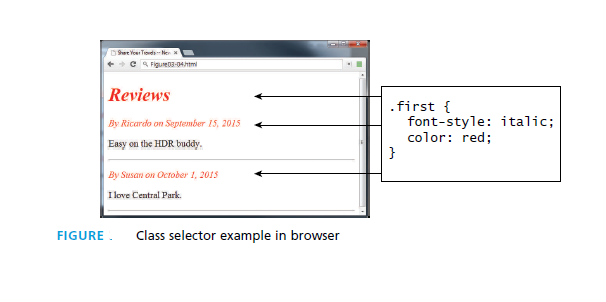 Share Your Travels -- New
Figure03-04.html
Reviews
By Ricardo on September 15, 2015
Easy on the HDR buddy.
By Susan on October 1, 2015
I love Central Park.
.first {
font-style: italic;
color: red;
}
FIGURE . Class selector example in browser